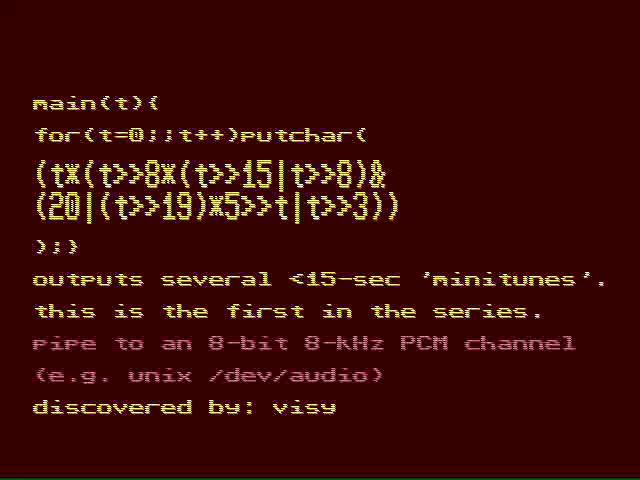 main(t){
for(t=0;;t++)putchar(
(t*(t>>8*(t>>15|t>>8)&
(20|(t>>19)*5>>t|t>>3))
);}
outputs several <15-sec 'minitunes'.
this is the first in the series.
pipe to an 8-bit 8-kHz PCM channel
(e.g. unix /dev/audio)
discovered by: visy